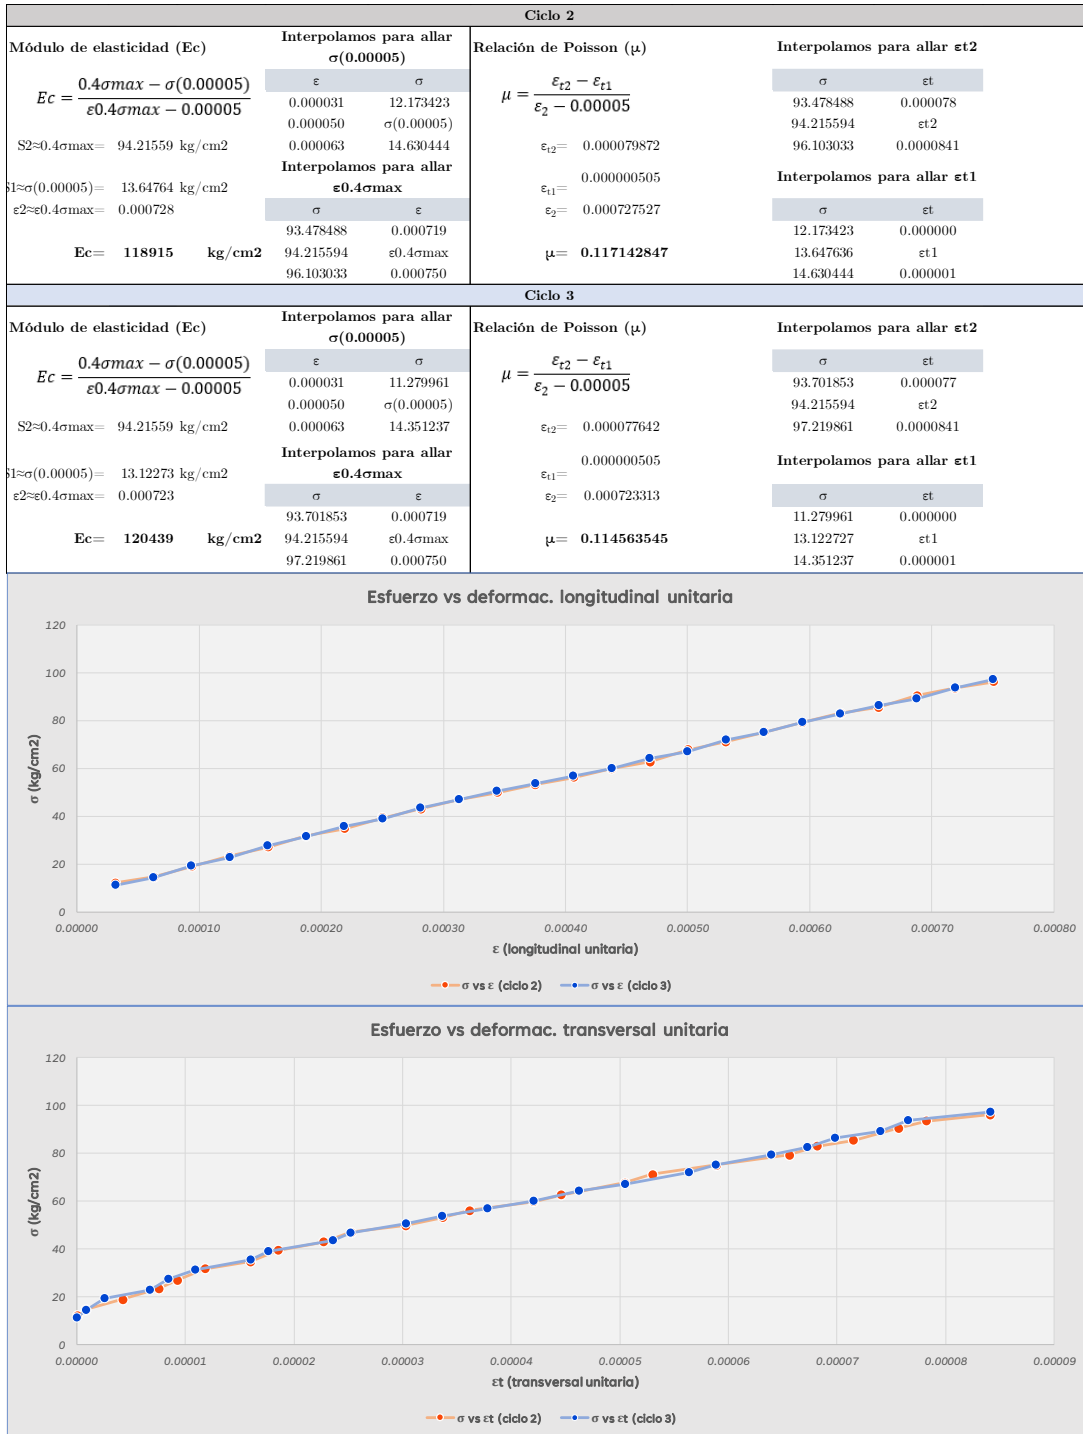 Ciclo 2
Módulo de elasticidad (Ec)
Interpolamos para allar
σ(0.00005)
Ec = (0.4σmax − σ(0.00005)) / (ε0.4σmax − 0.00005)
ε σ
0.000031 12.173423
0.000050 σ(0.00005)
0.000063 14.630444
S2≈0.4σmax= 94.21559 kg/cm2
Interpolamos para allar
ε0.4σmax
S1≈σ(0.00005)= 13.64764 kg/cm2
ε2≈ε0.4σmax= 0.000728
σ ε
93.478488 0.000719
94.215594 ε0.4σmax
96.103033 0.000750
Ec= 118915 kg/cm2
Relación de Poisson (μ)
Interpolamos para allar εt2
μ = (εt2 − εt1) / (ε2 − 0.00005)
σ εt
93.478488 0.000078
94.215594 εt2
96.103033 0.0000841
εt2= 0.000079872
εt1= 0.000000505
ε2= 0.000727527
Interpolamos para allar εt1
σ εt
12.173423 0.000000
13.647636 εt1
14.630444 0.000001
μ= 0.117142847
Ciclo 3
Módulo de elasticidad (Ec)
Interpolamos para allar
σ(0.00005)
Ec = (0.4σmax − σ(0.00005)) / (ε0.4σmax − 0.00005)
ε σ
0.000031 11.279961
0.000050 σ(0.00005)
0.000063 14.351237
S2≈0.4σmax= 94.21559 kg/cm2
Interpolamos para allar
ε0.4σmax
S1≈σ(0.00005)= 13.12273 kg/cm2
ε2≈ε0.4σmax= 0.000723
σ ε
93.701853 0.000719
94.215594 ε0.4σmax
97.219861 0.000750
Ec= 120439 kg/cm2
Relación de Poisson (μ)
Interpolamos para allar εt2
μ = (εt2 − εt1) / (ε2 − 0.00005)
σ εt
93.701853 0.000077
94.215594 εt2
97.219861 0.0000841
εt2= 0.000077642
εt1= 0.000000505
ε2= 0.000723313
Interpolamos para allar εt1
σ εt
11.279961 0.000000
13.122727 εt1
14.351237 0.000001
μ= 0.114563545
Esfuerzo vs deformac. longitudinal unitaria
120
100
80
60
40
20
0
σ (kg/cm2)
0.00000 0.00010 0.00020 0.00030 0.00040 0.00050 0.00060 0.00070 0.00080
ε (longitudinal unitaria)
σ vs ε (ciclo 2) σ vs ε (ciclo 3)
Esfuerzo vs deformac. transversal unitaria
120
100
80
60
40
20
0
σ (kg/cm2)
0.00000 0.00001 0.00002 0.00003 0.00004 0.00005 0.00006 0.00007 0.00008 0.00009
εt (transversal unitaria)
σ vs εt (ciclo 2) σ vs εt (ciclo 3)